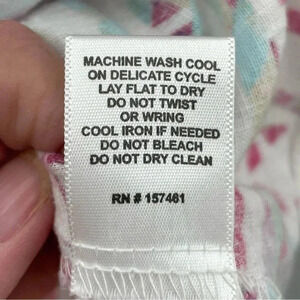 MACHINE WASH COOL
ON DELICATE CYCLE
LAY FLAT TO DRY
DO NOT TWIST
OR WRING
COOL IRON IF NEEDED
DO NOT BLEACH
DO NOT DRY CLEAN
RN # 157461